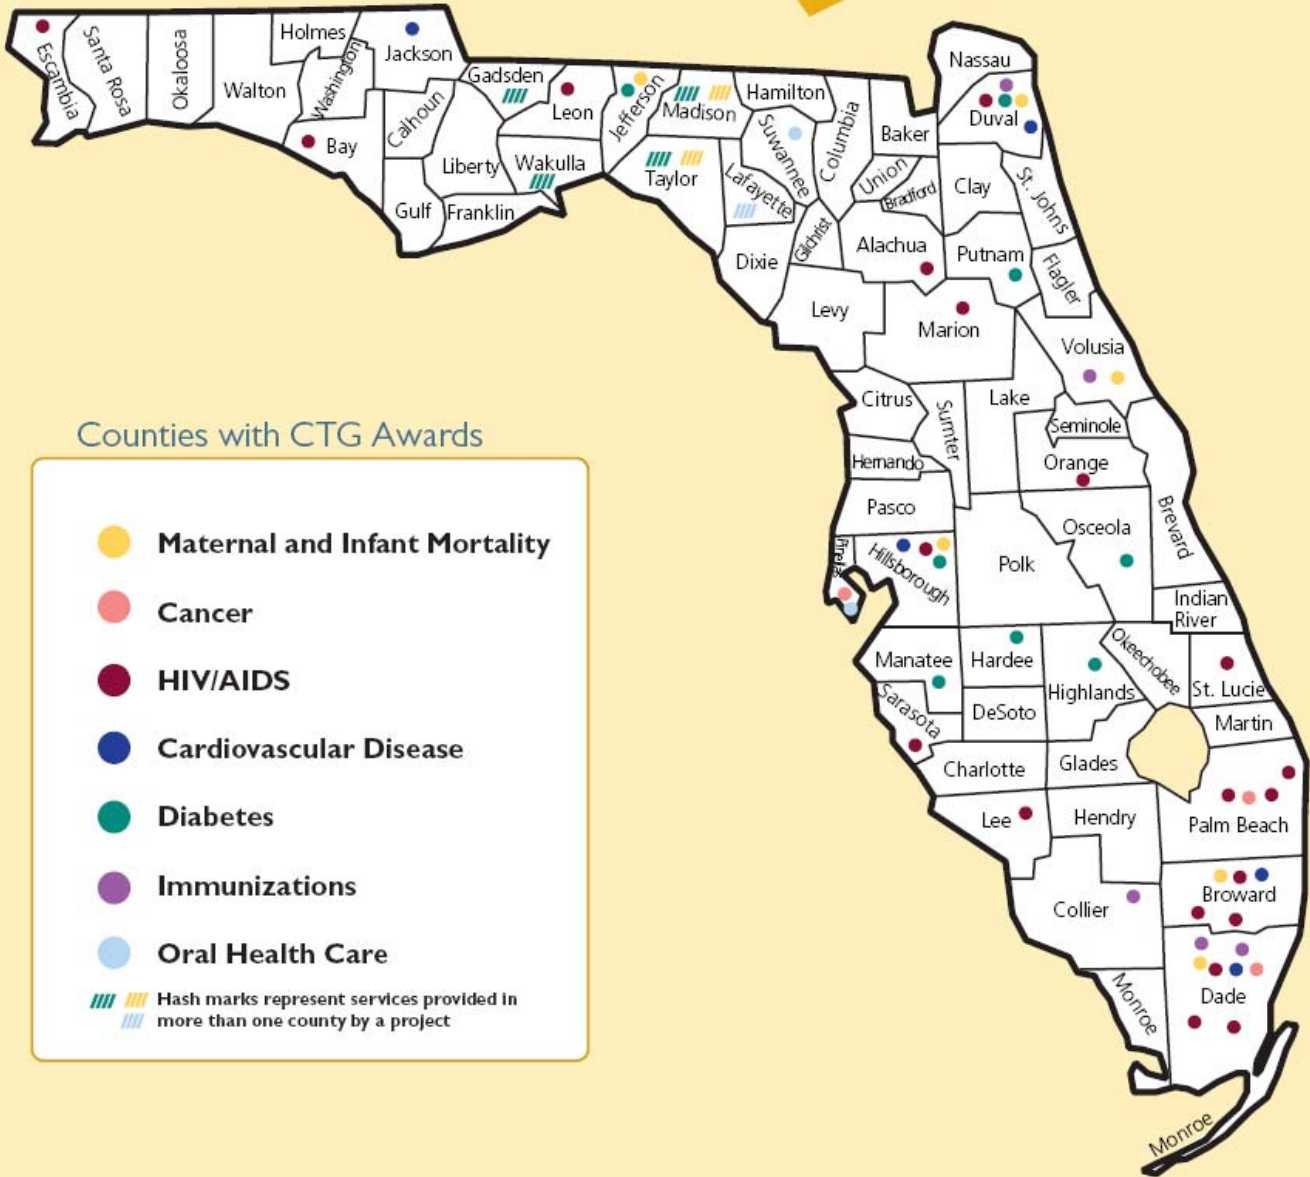 Holmes
Jackson
Escambia
Santa Rosa
Okaloosa
Walton
Washington
Bay
Calhoun
Gadsden
Leon
Jefferson
Madison
Hamilton
Nassau
Duval
Baker
Columbia
Suwannee
Liberty
Wakulla
Taylor
Lafayette
Union
Bradford
Clay
St. Johns
Gulf
Franklin
Dixie
Gilchrist
Alachua
Putnam
Flagler
Levy
Marion
Volusia
Citrus
Sumter
Lake
Seminole
Hernando
Orange
Pasco
Osceola
Brevard
Hillsborough
Polk
Indian
River
Manatee
Hardee
Okeechobee
Highlands
St. Lucie
Sarasota
DeSoto
Martin
Charlotte
Glades
Lee
Hendry
Palm Beach
Collier
Broward
Monroe
Dade
Monroe
Counties with CTG Awards
Maternal and Infant Mortality
Cancer
HIV/AIDS
Cardiovascular Disease
Diabetes
Immunizations
Oral Health Care
Hash marks represent services provided in
more than one county by a project